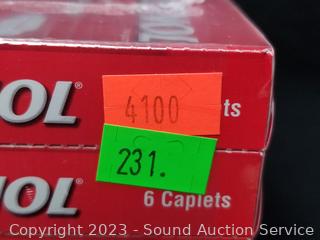 OL®
4100
ts
231.
OL®
6 Caplets
Copyright 2023 - Sound Auction Service